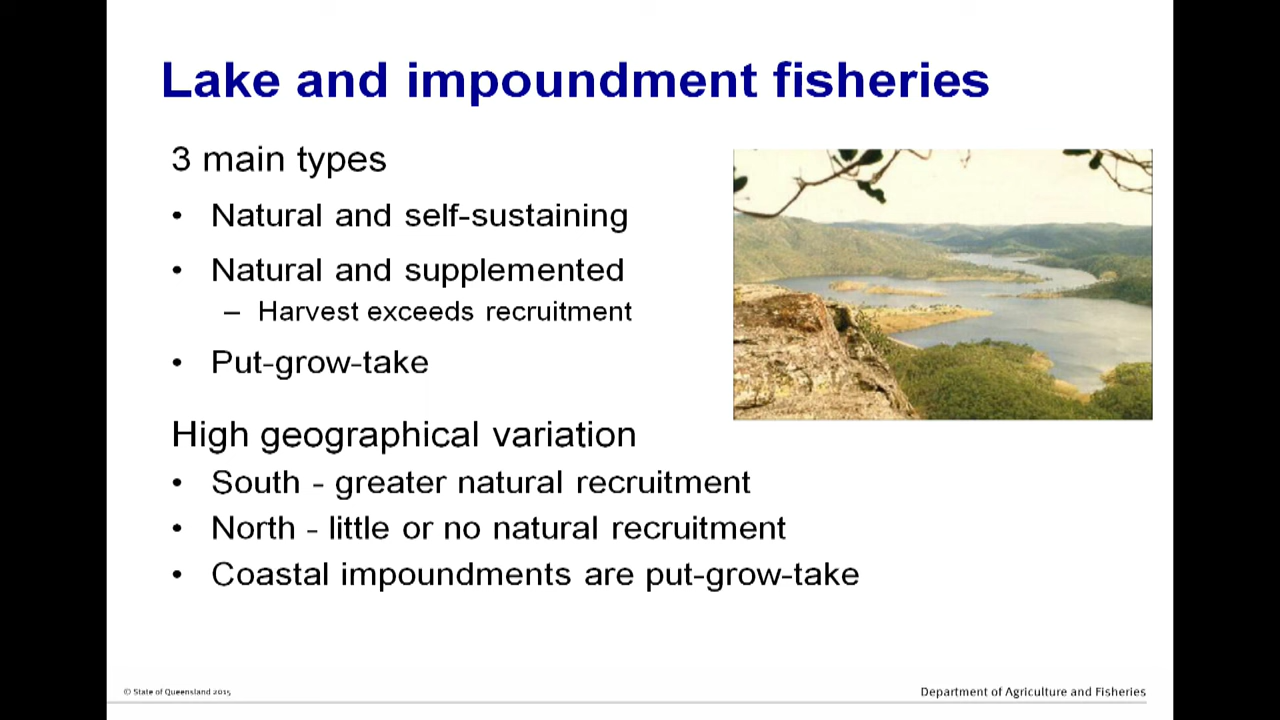 Lake and impoundment fisheries
3 main types
• Natural and self-sustaining
• Natural and supplemented
– Harvest exceeds recruitment
• Put-grow-take
High geographical variation
• South - greater natural recruitment
• North - little or no natural recruitment
• Coastal impoundments are put-grow-take
© State of Queensland 2015
Department of Agriculture and Fisheries